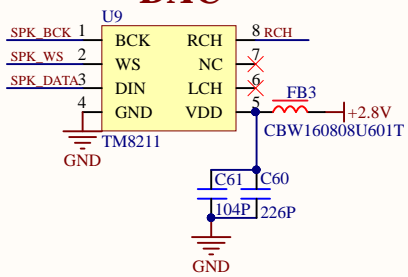 DAC
U9
SPK_BCK 1 BCK RCH 8 RCH
SPK_WS 2 WS NC 7
SPK_DATA 3 DIN LCH 6
4 GND VDD 5
FB3
+2.8V
CBW160808U601T
GND
TM8211
C61 C60
104P 226P
GND